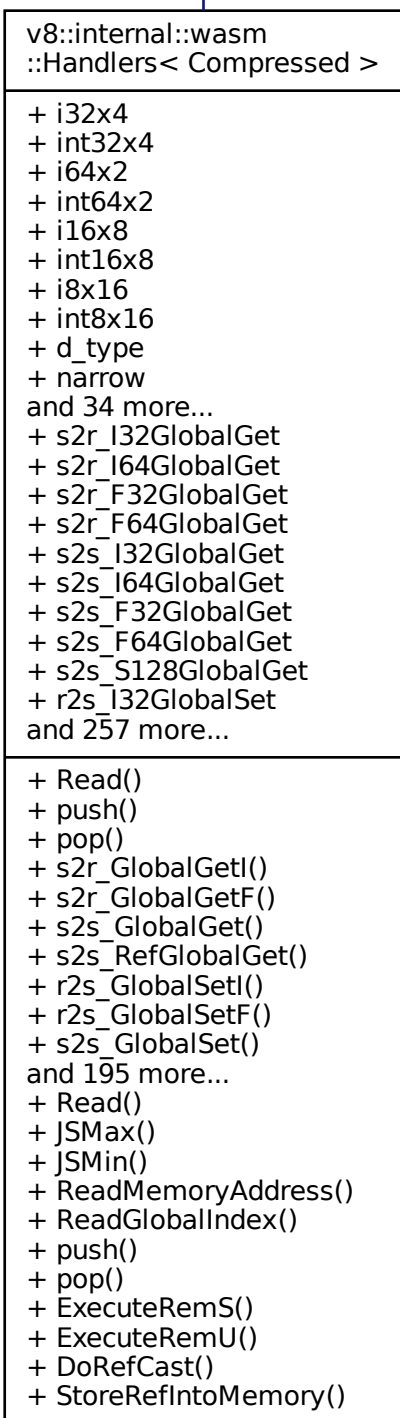 v8::internal::wasm
::Handlers< Compressed >
+ i32x4
+ int32x4
+ i64x2
+ int64x2
+ i16x8
+ int16x8
+ i8x16
+ int8x16
+ d_type
+ narrow
and 34 more...
+ s2r_I32GlobalGet
+ s2r_I64GlobalGet
+ s2r_F32GlobalGet
+ s2r_F64GlobalGet
+ s2s_I32GlobalGet
+ s2s_I64GlobalGet
+ s2s_F32GlobalGet
+ s2s_F64GlobalGet
+ s2s_S128GlobalGet
+ r2s_I32GlobalSet
and 257 more...
+ Read()
+ push()
+ pop()
+ s2r_GlobalGetI()
+ s2r_GlobalGetF()
+ s2s_GlobalGet()
+ s2s_RefGlobalGet()
+ r2s_GlobalSetI()
+ r2s_GlobalSetF()
+ s2s_GlobalSet()
and 195 more...
+ Read()
+ JSMax()
+ JSMin()
+ ReadMemoryAddress()
+ ReadGlobalIndex()
+ push()
+ pop()
+ ExecuteRemS()
+ ExecuteRemU()
+ DoRefCast()
+ StoreRefIntoMemory()